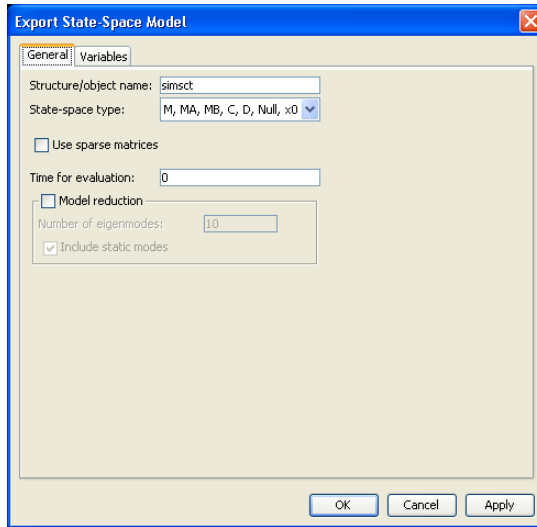 Export State-Space Model
General Variables
Structure/object name: simsct
State-space type: M, MA, MB, C, D, Null, x0
Use sparse matrices
Time for evaluation: 0
Model reduction
Number of eigenmodes: 10
Include static modes
OK Cancel Apply